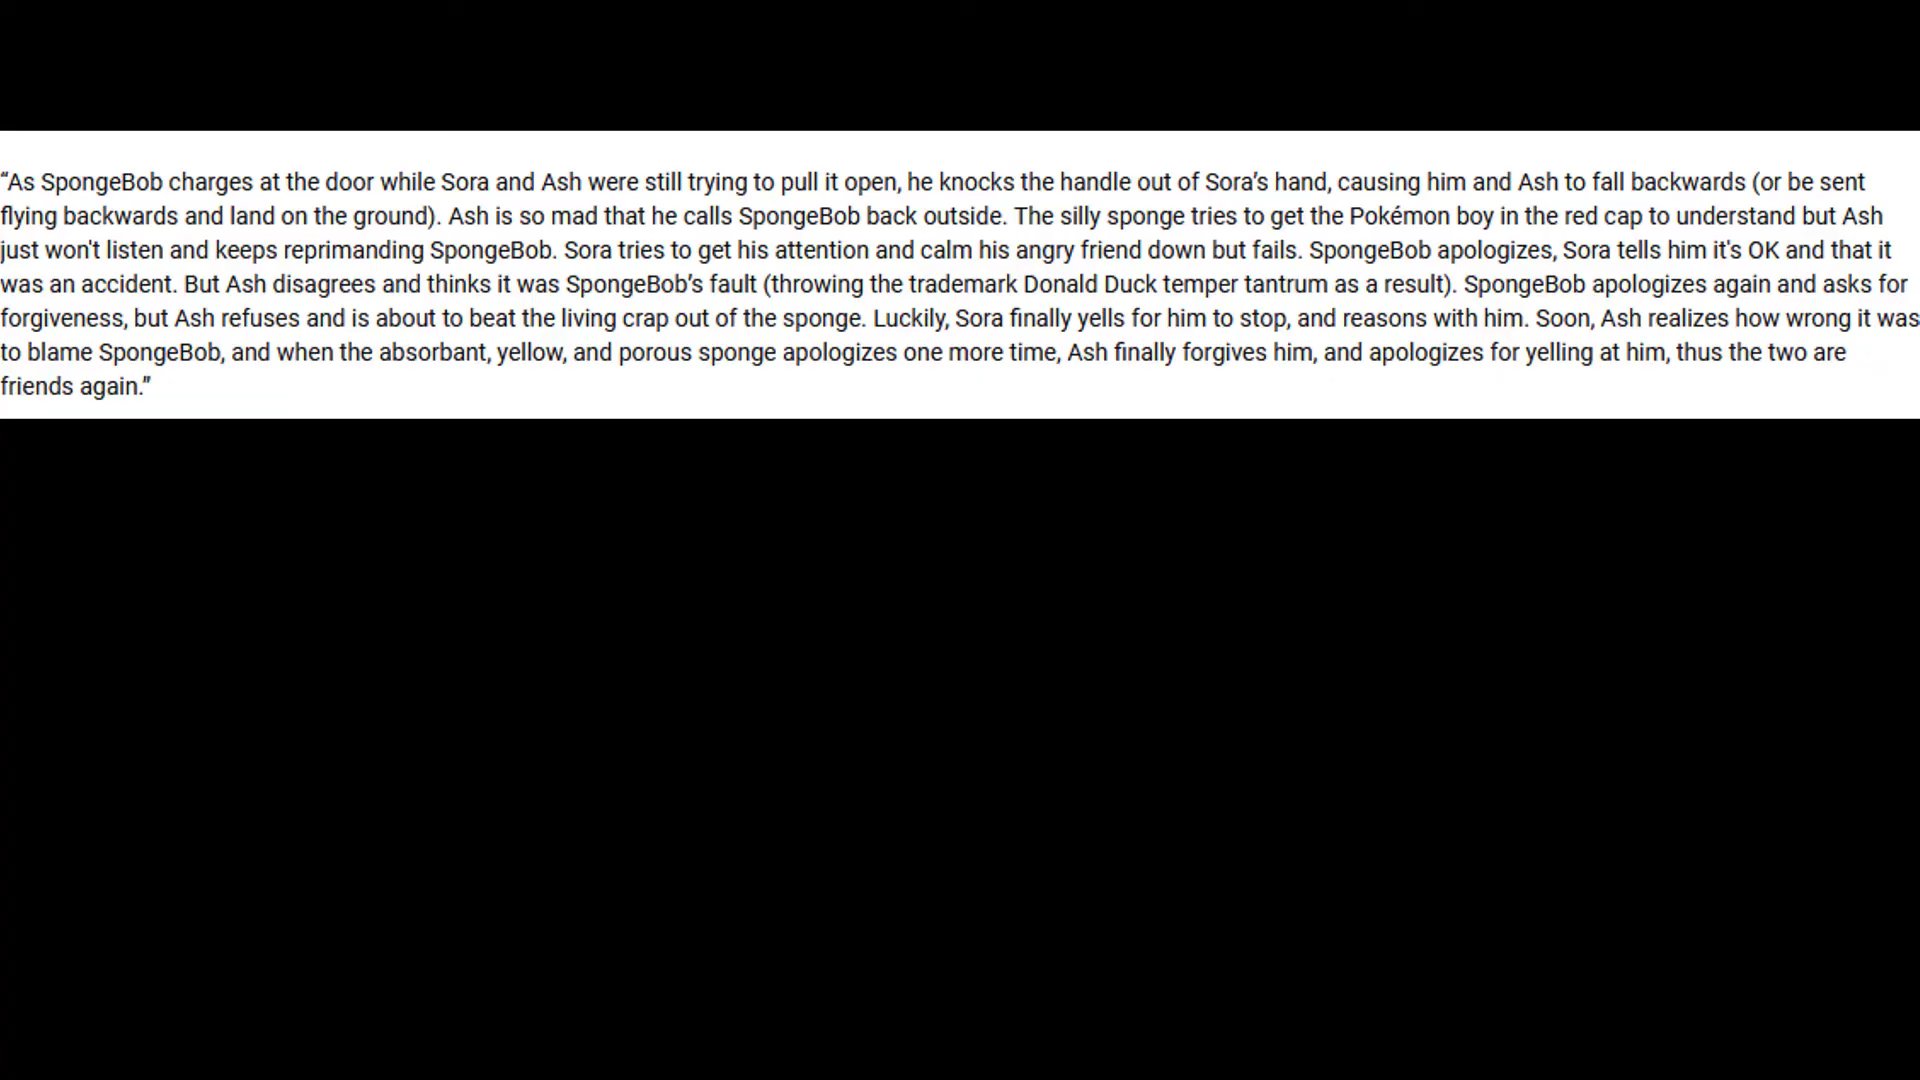 “As SpongeBob charges at the door while Sora and Ash were still trying to pull it open, he knocks the handle out of Sora’s hand, causing him and Ash to fall backwards (or be sent
flying backwards and land on the ground). Ash is so mad that he calls SpongeBob back outside. The silly sponge tries to get the Pokémon boy in the red cap to understand but Ash
just won't listen and keeps reprimanding SpongeBob. Sora tries to get his attention and calm his angry friend down but fails. SpongeBob apologizes, Sora tells him it's OK and that it
was an accident. But Ash disagrees and thinks it was SpongeBob’s fault (throwing the trademark Donald Duck temper tantrum as a result). SpongeBob apologizes again and asks for
forgiveness, but Ash refuses and is about to beat the living crap out of the sponge. Luckily, Sora finally yells for him to stop, and reasons with him. Soon, Ash realizes how wrong it was
to blame SpongeBob, and when the absorbant, yellow, and porous sponge apologizes one more time, Ash finally forgives him, and apologizes for yelling at him, thus the two are
friends again.”